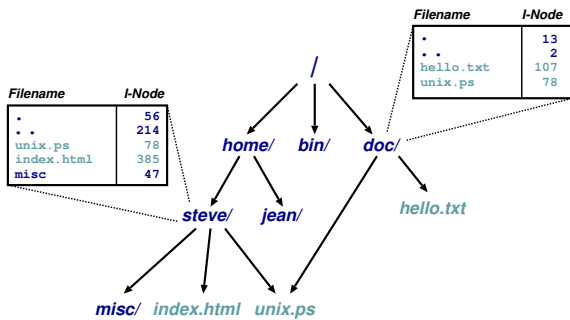 Filename I-Node
. 13
. . 2
hello.txt 107
unix.ps 78
/
Filename I-Node
. 56
. . 214
unix.ps 78
index.html 385
misc 47
home/ bin/ doc/
steve/ jean/ hello.txt
misc/ index.html unix.ps